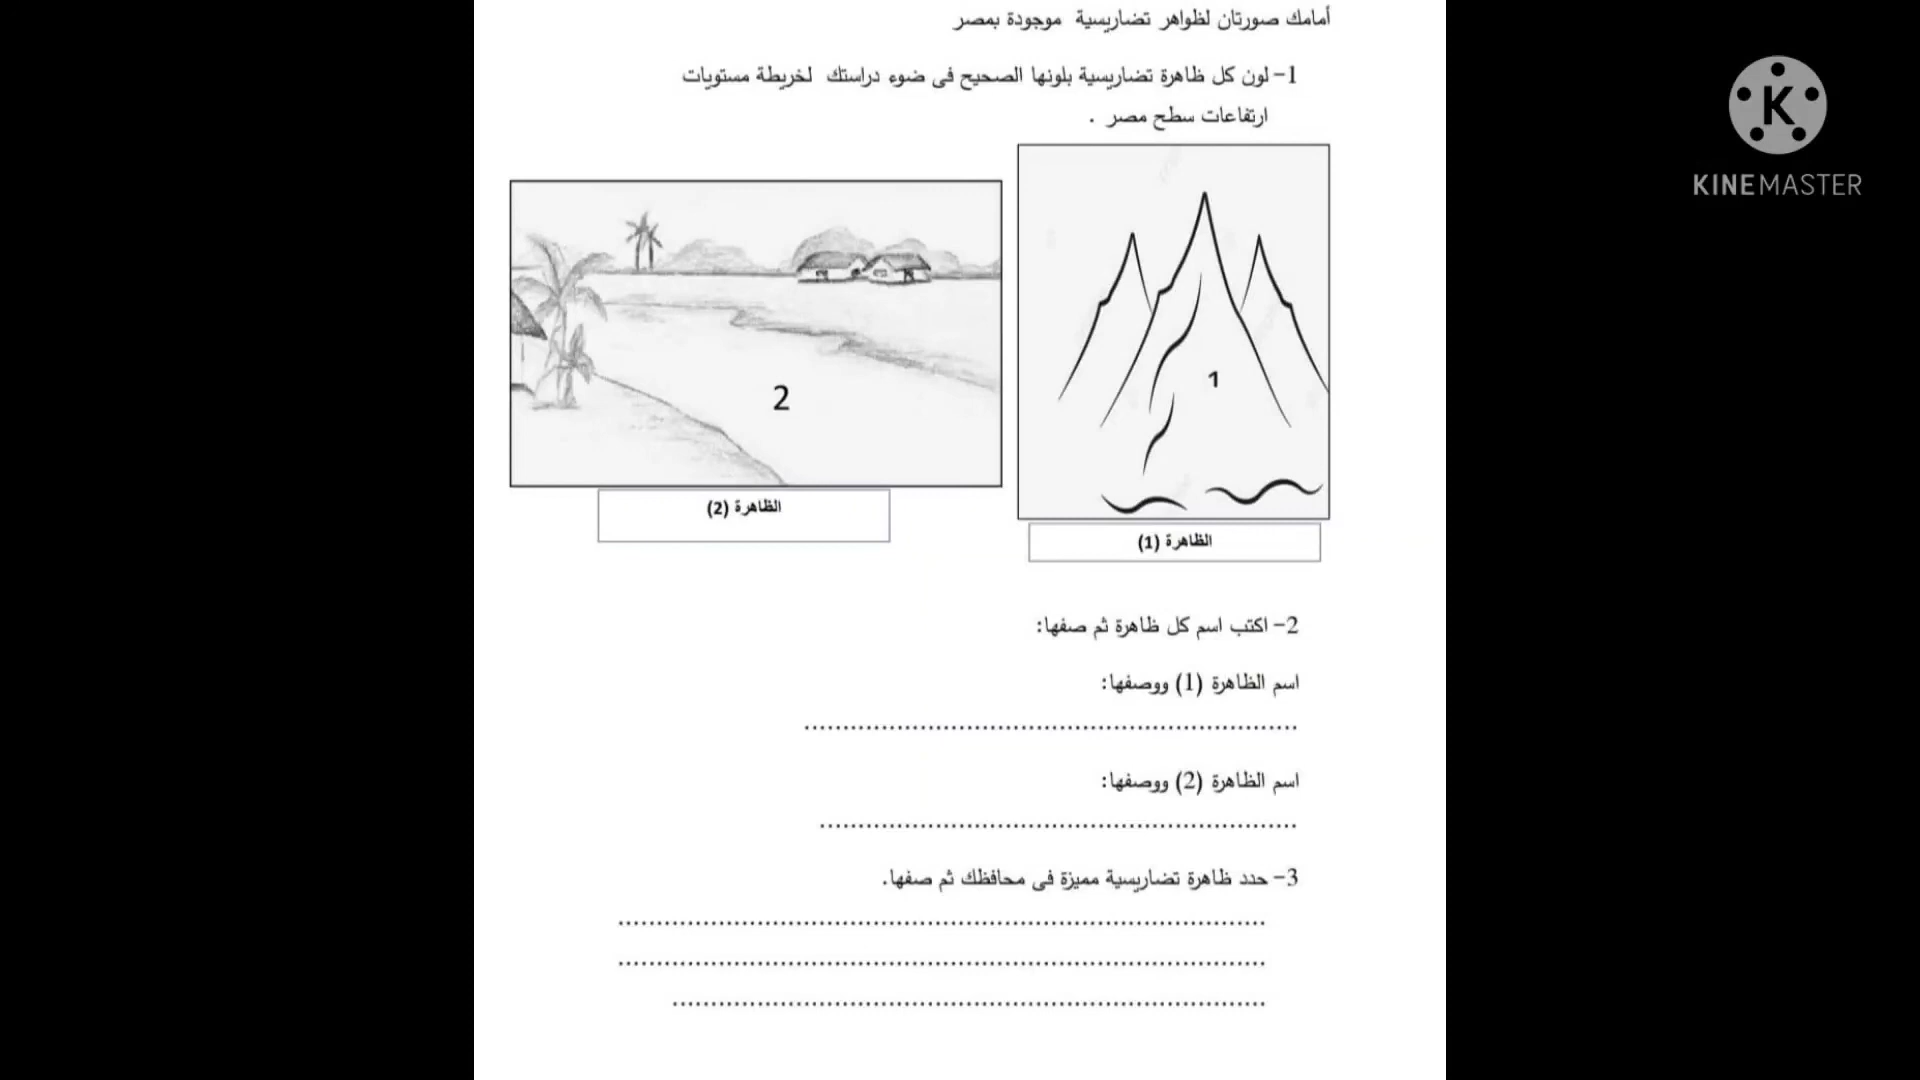 أمامك صورتان لظواهر تضاريسية موجودة بمصر
1- لون كل ظاهرة تضاريسية بلونها الصحيح فى ضوء دراستك لخريطة مستويات
ارتفاعات سطح مصر .
1
2
الظاهرة (1)
الظاهرة (2)
2- اكتب اسم كل ظاهرة ثم صفها:
اسم الظاهرة (1) ووصفها:
................................................................
اسم الظاهرة (2) ووصفها:
..............................................................
3- حدد ظاهرة تضاريسية مميزة فى محافظك ثم صفها.
....................................................................................
....................................................................................
.............................................................................
K
KINEMASTER